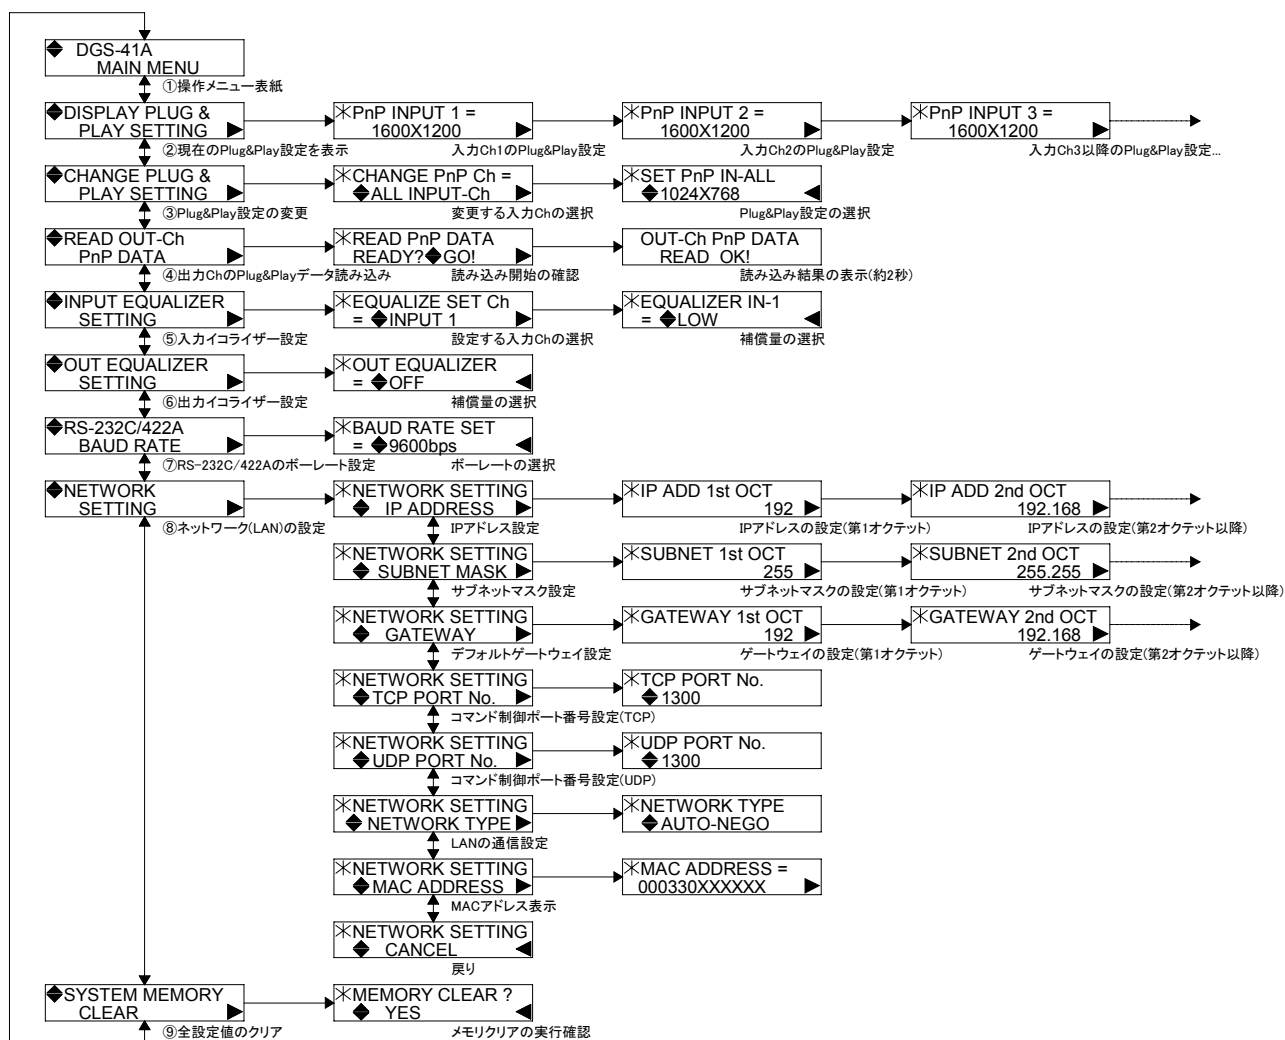 DGS-41A
MAIN MENU
①操作メニュー表紙
DISPLAY PLUG &
PLAY SETTING
②現在のPlug&Play設定を表示
PnP INPUT 1 =
1600X1200
入力Ch1のPlug&Play設定
PnP INPUT 2 =
1600X1200
入力Ch2のPlug&Play設定
PnP INPUT 3 =
1600X1200
入力Ch3以降のPlug&Play設定...
CHANGE PLUG &
PLAY SETTING
③Plug&Play設定の変更
CHANGE PnP Ch =
ALL INPUT-Ch
変更する入力Chの選択
SET PnP IN-ALL
1024X768
Plug&Play設定の選択
READ OUT-Ch
PnP DATA
④出力ChのPlug&Playデータ読み込み
READ PnP DATA
READY?◆GO!
読み込み開始の確認
OUT-Ch PnP DATA
READ OK!
読み込み結果の表示(約2秒)
INPUT EQUALIZER
SETTING
⑤入力イコライザー設定
EQUALIZE SET Ch
= ◆INPUT 1
設定する入力Chの選択
EQUALIZER IN-1
= ◆LOW
補償量の選択
OUT EQUALIZER
SETTING
⑥出力イコライザー設定
OUT EQUALIZER
= ◆OFF
補償量の選択
RS-232C/422A
BAUD RATE
⑦RS-232C/422Aのボーレート設定
BAUD RATE SET
= ◆9600bps
ボーレートの選択
NETWORK
SETTING
⑧ネットワーク(LAN)の設定
NETWORK SETTING
IP ADDRESS
IPアドレス設定
IP ADD 1st OCT
192
IPアドレスの設定(第1オクテット)
IP ADD 2nd OCT
192.168
IPアドレスの設定(第2オクテット以降)
NETWORK SETTING
SUBNET MASK
サブネットマスク設定
SUBNET 1st OCT
255
サブネットマスクの設定(第1オクテット)
SUBNET 2nd OCT
255.255
サブネットマスクの設定(第2オクテット以降)
NETWORK SETTING
GATEWAY
デフォルトゲートウェイ設定
GATEWAY 1st OCT
192
ゲートウェイの設定(第1オクテット)
GATEWAY 2nd OCT
192.168
ゲートウェイの設定(第2オクテット以降)
NETWORK SETTING
TCP PORT No.
コマンド制御ポート番号設定(TCP)
TCP PORT No.
1300
NETWORK SETTING
UDP PORT No.
コマンド制御ポート番号設定(UDP)
UDP PORT No.
1300
NETWORK SETTING
NETWORK TYPE
LANの通信設定
NETWORK TYPE
AUTO-NEGO
NETWORK SETTING
MAC ADDRESS
MACアドレス表示
MAC ADDRESS =
000330XXXXXX
NETWORK SETTING
CANCEL
戻り
SYSTEM MEMORY
CLEAR
⑨全設定値のクリア
MEMORY CLEAR ?
YES
メモリクリアの実行確認